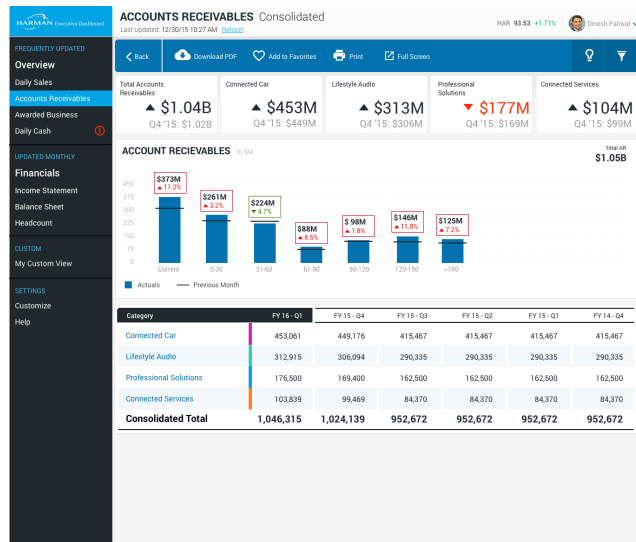 HARMAN Executive Dashboard
FREQUENTLY UPDATED
Overview
Daily Sales
Accounts Receivables
Awarded Business
Daily Cash
UPDATED MONTHLY
Financials
Income Statement
Balance Sheet
Headcount
CUSTOM
My Custom View
SETTINGS
Customize
Help
ACCOUNTS RECEIVABLES Consolidated
Last Updated: 12/30/15 10:27 AM Refresh
HAR 93.53 +1.71% Dinesh Paliwal
Back Download PDF Add to Favorites Print Full Screen
Total Accounts
Receivables
$1.04B
Q4 '15: $1.02B
Connected Car
$453M
Q4 '15: $449M
Lifestyle Audio
$313M
Q4 '15: $306M
Professional
Solutions
$177M
Q4 '15: $169M
Connected Services
$104M
Q4 '15: $99M
ACCOUNT RECIEVABLES In $M
Total AR
$1.05B
450
375
300
225
150
75
0
$373M
11.2%
$261M
3.2%
$224M
4.7%
$88M
8.5%
$ 98M
1.8%
$146M
11.8%
$125M
7.2%
Current 0-30 31-60 61-90 90-120 120-150 >180
Actuals Previous Month
Category FY 16 - Q1 FY 15 - Q4 FY 15 - Q3 FY 15 - Q2 FY 15 - Q1 FY 14 - Q4
Connected Car 453,061 449,176 415,467 415,467 415,467 415,467
Lifestyle Audio 312,915 306,094 290,335 290,335 290,335 290,335
Professional Solutions 176,500 169,400 162,500 162,500 162,500 162,500
Connected Services 103,839 99,469 84,370 84,370 84,370 84,370
Consolidated Total 1,046,315 1,024,139 952,672 952,672 952,672 952,672